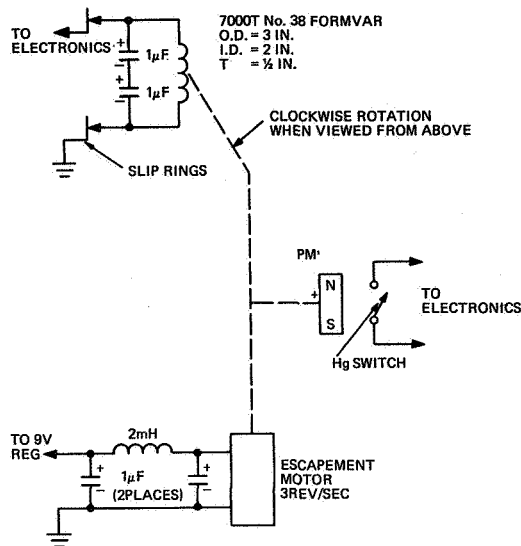 7000T No. 38 FORMVAR
O.D. = 3 IN.
I.D. = 2 IN.
T = ½ IN.
TO
ELECTRONICS
+
1µF
−
+
1µF
−
SLIP RINGS
CLOCKWISE ROTATION
WHEN VIEWED FROM ABOVE
PM'
+
N
S
TO
ELECTRONICS
Hg SWITCH
TO 9V
REG
2mH
+
−
1µF
(2PLACES)
+
−
ESCAPEMENT
MOTOR
3REV/SEC